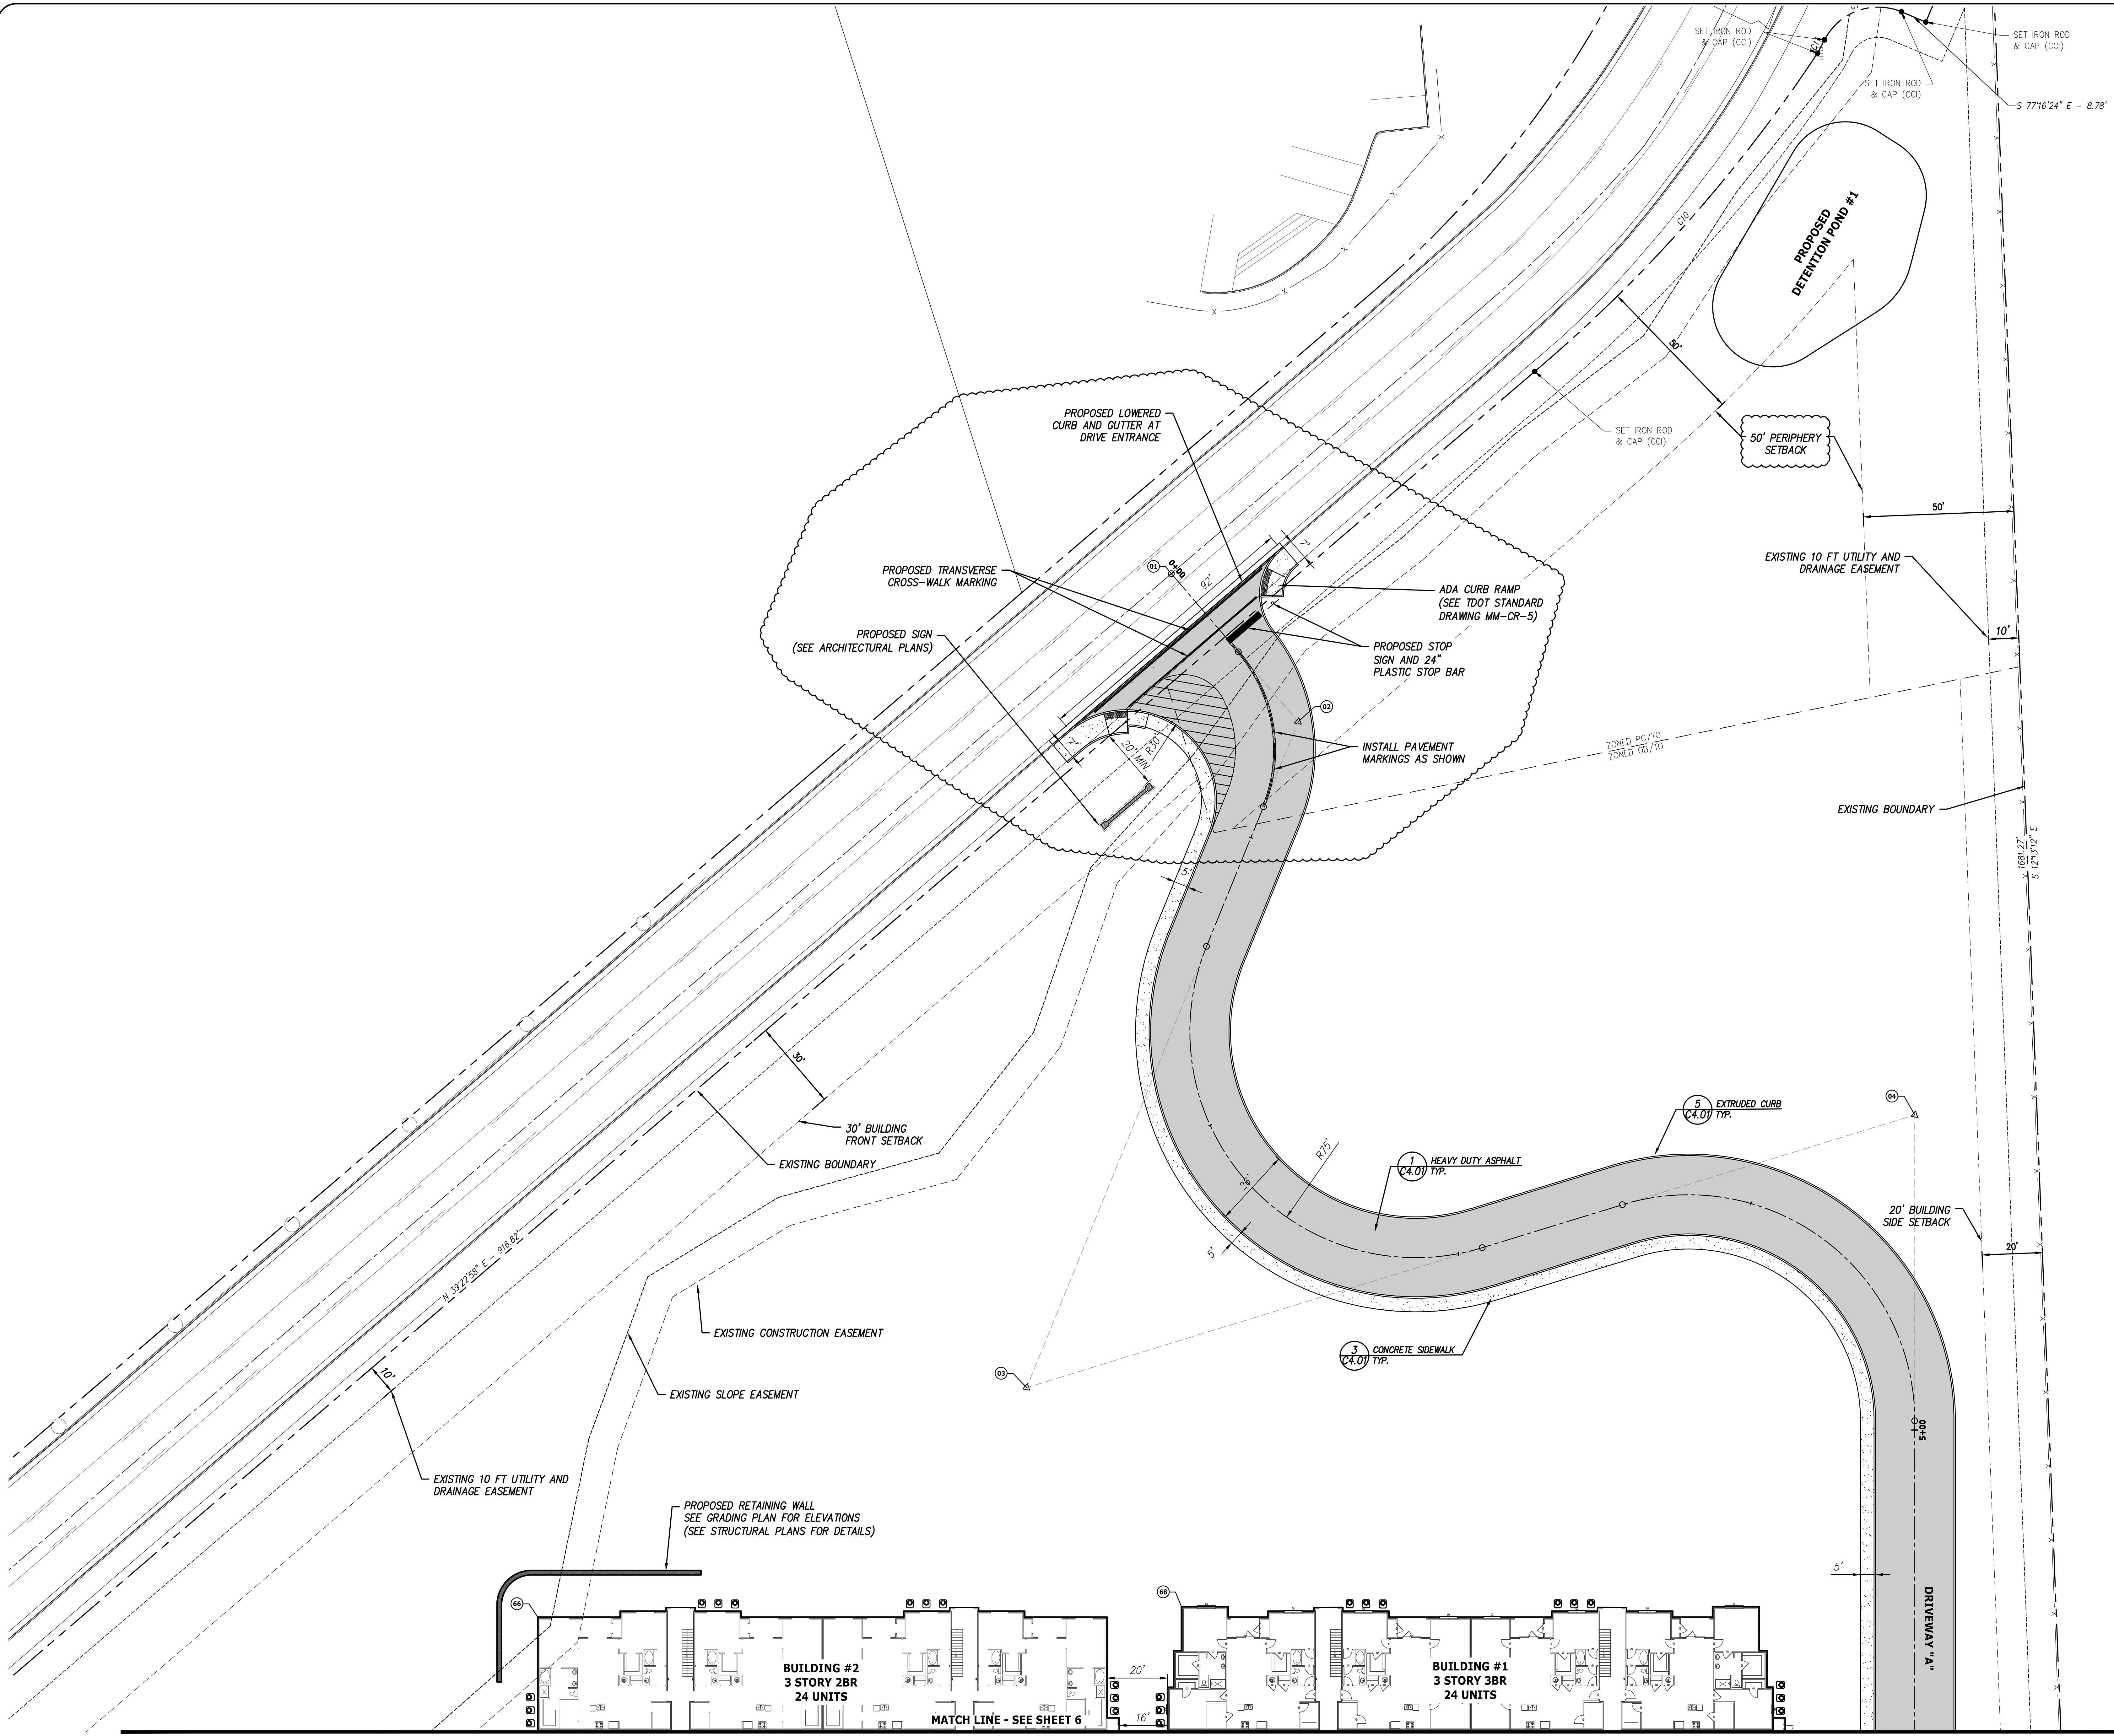 SET IRON ROD
& CAP (CCI)
SET IRON ROD
& CAP (CCI)
SET IRON ROD
& CAP (CCI)
S 77°16'24" E - 8.78'
PROPOSED
DETENTION POND #1
C10
50'
SET IRON ROD
& CAP (CCI)
50' PERIPHERY
SETBACK
50'
PROPOSED LOWERED
CURB AND GUTTER AT
DRIVE ENTRANCE
01
0+00
92'
7'
PROPOSED TRANSVERSE
CROSS-WALK MARKING
ADA CURB RAMP
(SEE TDOT STANDARD
DRAWING MM-CR-5)
EXISTING 10 FT UTILITY AND
DRAINAGE EASEMENT
10'
PROPOSED SIGN
(SEE ARCHITECTURAL PLANS)
PROPOSED STOP
SIGN AND 24"
PLASTIC STOP BAR
02
7'
20' MIN.
R30'
INSTALL PAVEMENT
MARKINGS AS SHOWN
ZONED PC/TO
ZONED OB/TO
EXISTING BOUNDARY
1681.27'
S 12°13'12" E
5'
30'
30' BUILDING
FRONT SETBACK
EXISTING BOUNDARY
5
C4.01
EXTRUDED CURB
TYP.
04
1
C4.01
HEAVY DUTY ASPHALT
TYP.
R75'
26'
5'
20' BUILDING
SIDE SETBACK
20'
N 39°22'58" E - 916.82'
EXISTING CONSTRUCTION EASEMENT
3
C4.01
CONCRETE SIDEWALK
TYP.
03
10'
EXISTING SLOPE EASEMENT
5+00
EXISTING 10 FT UTILITY AND
DRAINAGE EASEMENT
PROPOSED RETAINING WALL
SEE GRADING PLAN FOR ELEVATIONS
(SEE STRUCTURAL PLANS FOR DETAILS)
5'
DRIVEWAY "A"
66
68
BUILDING #2
3 STORY 2BR
24 UNITS
20'
BUILDING #1
3 STORY 3BR
24 UNITS
MATCH LINE - SEE SHEET 6
16'